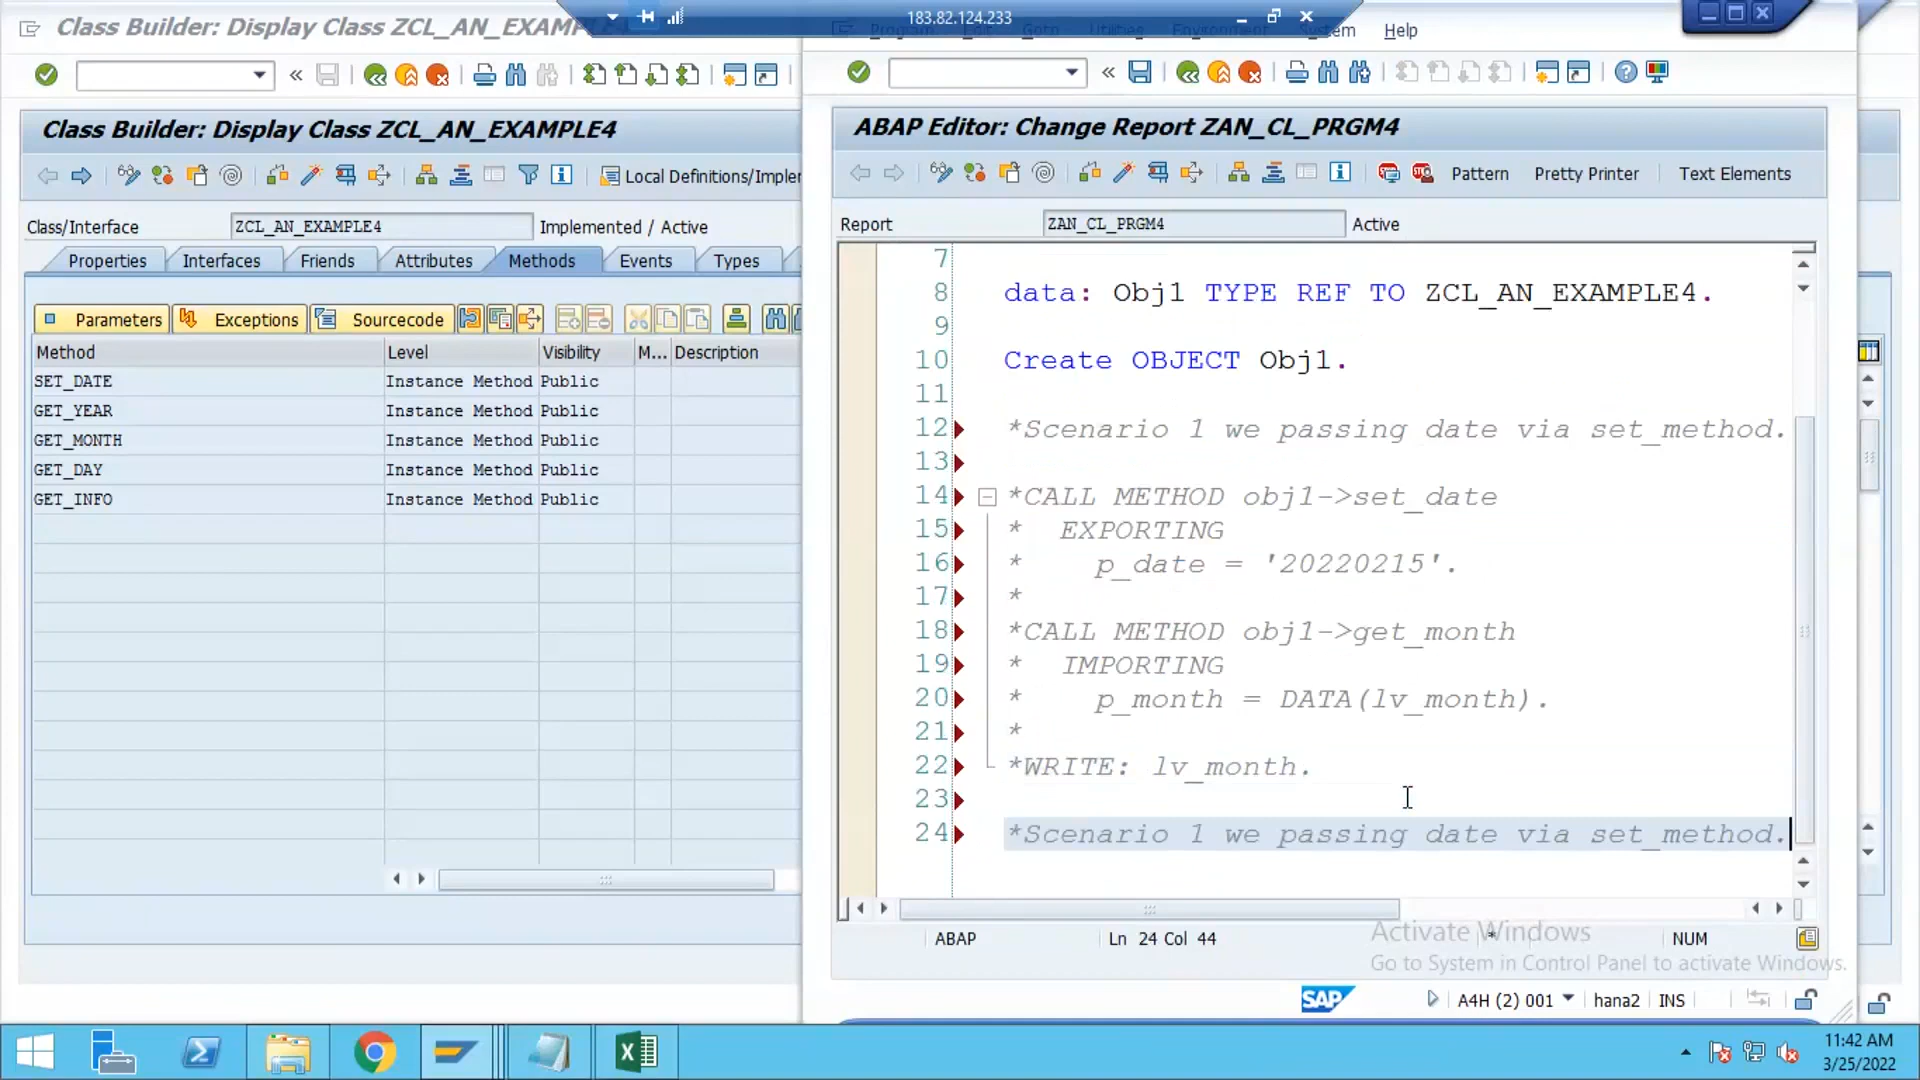 183.82.124.233
Class Builder: Display Class ZCL_AN_EXAMPLE
System
Help
Class Builder: Display Class ZCL_AN_EXAMPLE4
Local Definitions/Implen
Class/Interface
ZCL_AN_EXAMPLE4
Implemented / Active
Properties
Interfaces
Friends
Attributes
Methods
Events
Types
Parameters
Exceptions
Sourcecode
Method Level Visibility M... Description
SET_DATE Instance Method Public
GET_YEAR Instance Method Public
GET_MONTH Instance Method Public
GET_DAY Instance Method Public
GET_INFO Instance Method Public
ABAP Editor: Change Report ZAN_CL_PRGM4
Pattern
Pretty Printer
Text Elements
Report
ZAN_CL_PRGM4
Active
7
8 data: Obj1 TYPE REF TO ZCL_AN_EXAMPLE4.
9
10 Create OBJECT Obj1.
11
12 *Scenario 1 we passing date via set_method.
13
14 *CALL METHOD obj1->set_date
15 * EXPORTING
16 * p_date = '20220215'.
17 *
18 *CALL METHOD obj1->get_month
19 * IMPORTING
20 * p_month = DATA(lv_month).
21 *
22 *WRITE: lv_month.
23
24 *Scenario 1 we passing date via set_method.
ABAP
Ln 24 Col 44
*
NUM
Activate Windows
Go to System in Control Panel to activate Windows.
SAP
A4H (2) 001
hana2
INS
11:42 AM
3/25/2022